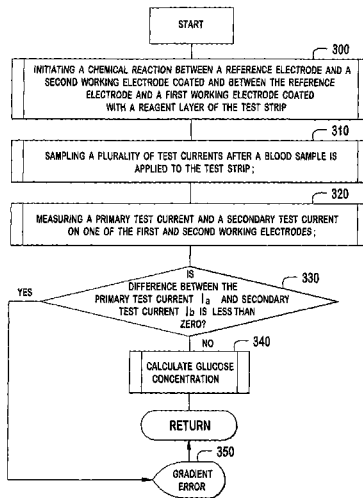 START
300
INITIATING A CHEMICAL REACTION BETWEEN A REFERENCE ELECTRODE AND A
SECOND WORKING ELECTRODE COATED AND BETWEEN THE REFERENCE
ELECTRODE AND A FIRST WORKING ELECTRODE COATED
WITH A REAGENT LAYER OF THE TEST STRIP
310
SAMPLING A PLURALITY OF TEST CURRENTS AFTER A BLOOD SAMPLE IS
APPLIED TO THE TEST STRIP;
320
MEASURING A PRIMARY TEST CURRENT AND A SECONDARY TEST CURRENT
ON ONE OF THE FIRST AND SECOND WORKING ELECTRODES;
330
IS
DIFFERENCE BETWEEN THE
PRIMARY TEST CURRENT Ia AND SECONDARY
TEST CURRENT Ib IS LESS THAN
ZERO?
YES
NO
340
CALCULATE GLUCOSE
CONCENTRATION
RETURN
350
GRADIENT
ERROR